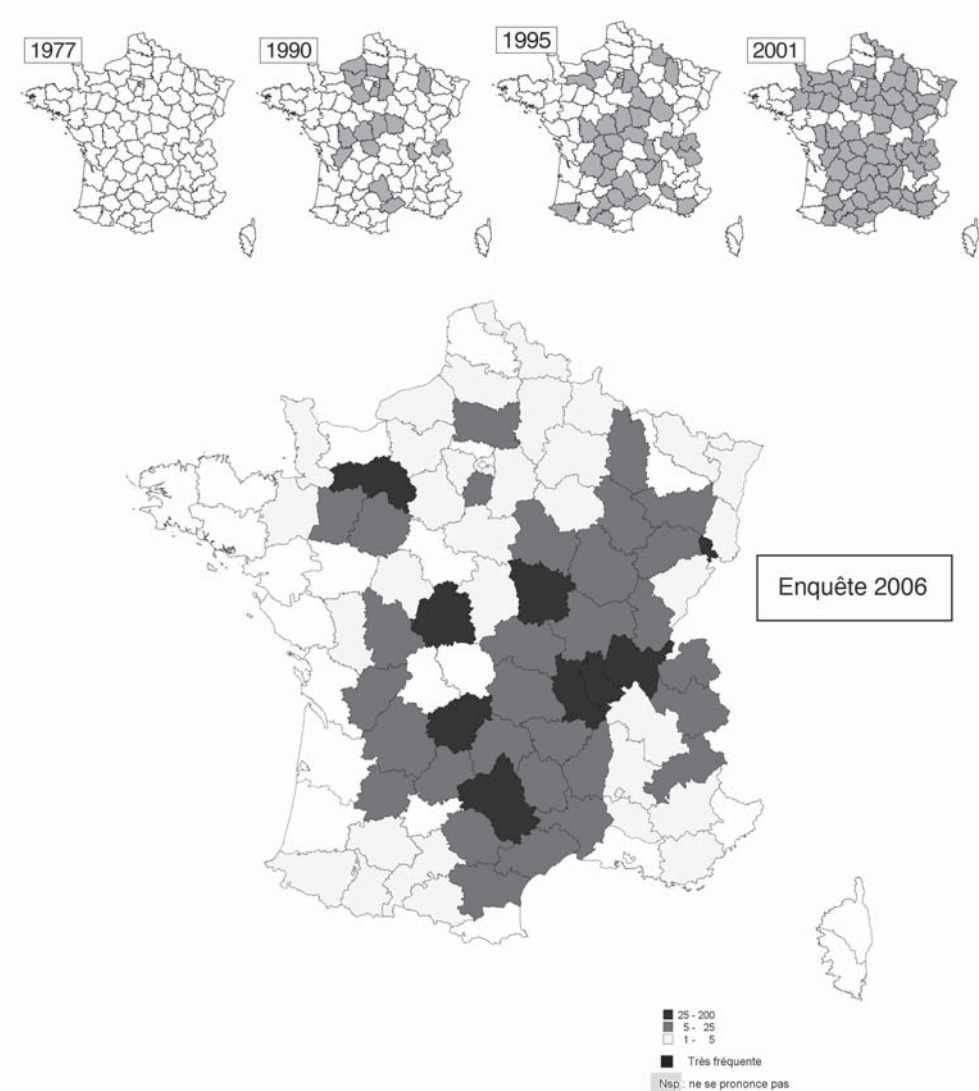 1977
1990
1995
2001
Enquête 2006
25 - 200
5 - 25
1 - 5
Très fréquente
Nsp : ne se prononce pas